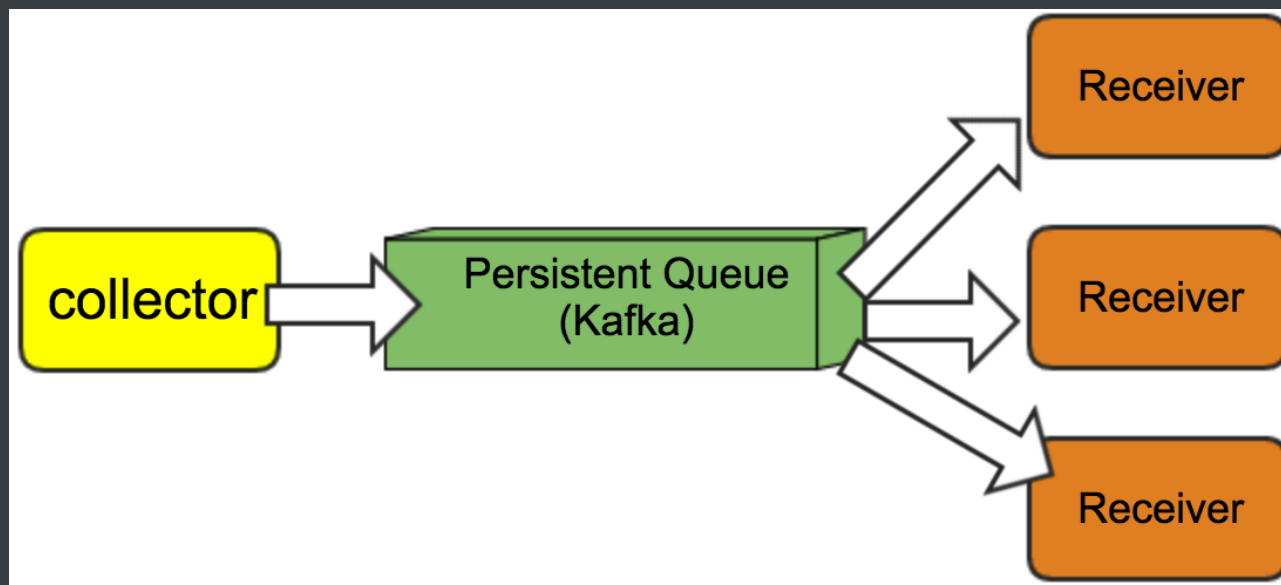 collector
Persistent Queue
(Kafka)
Receiver
Receiver
Receiver